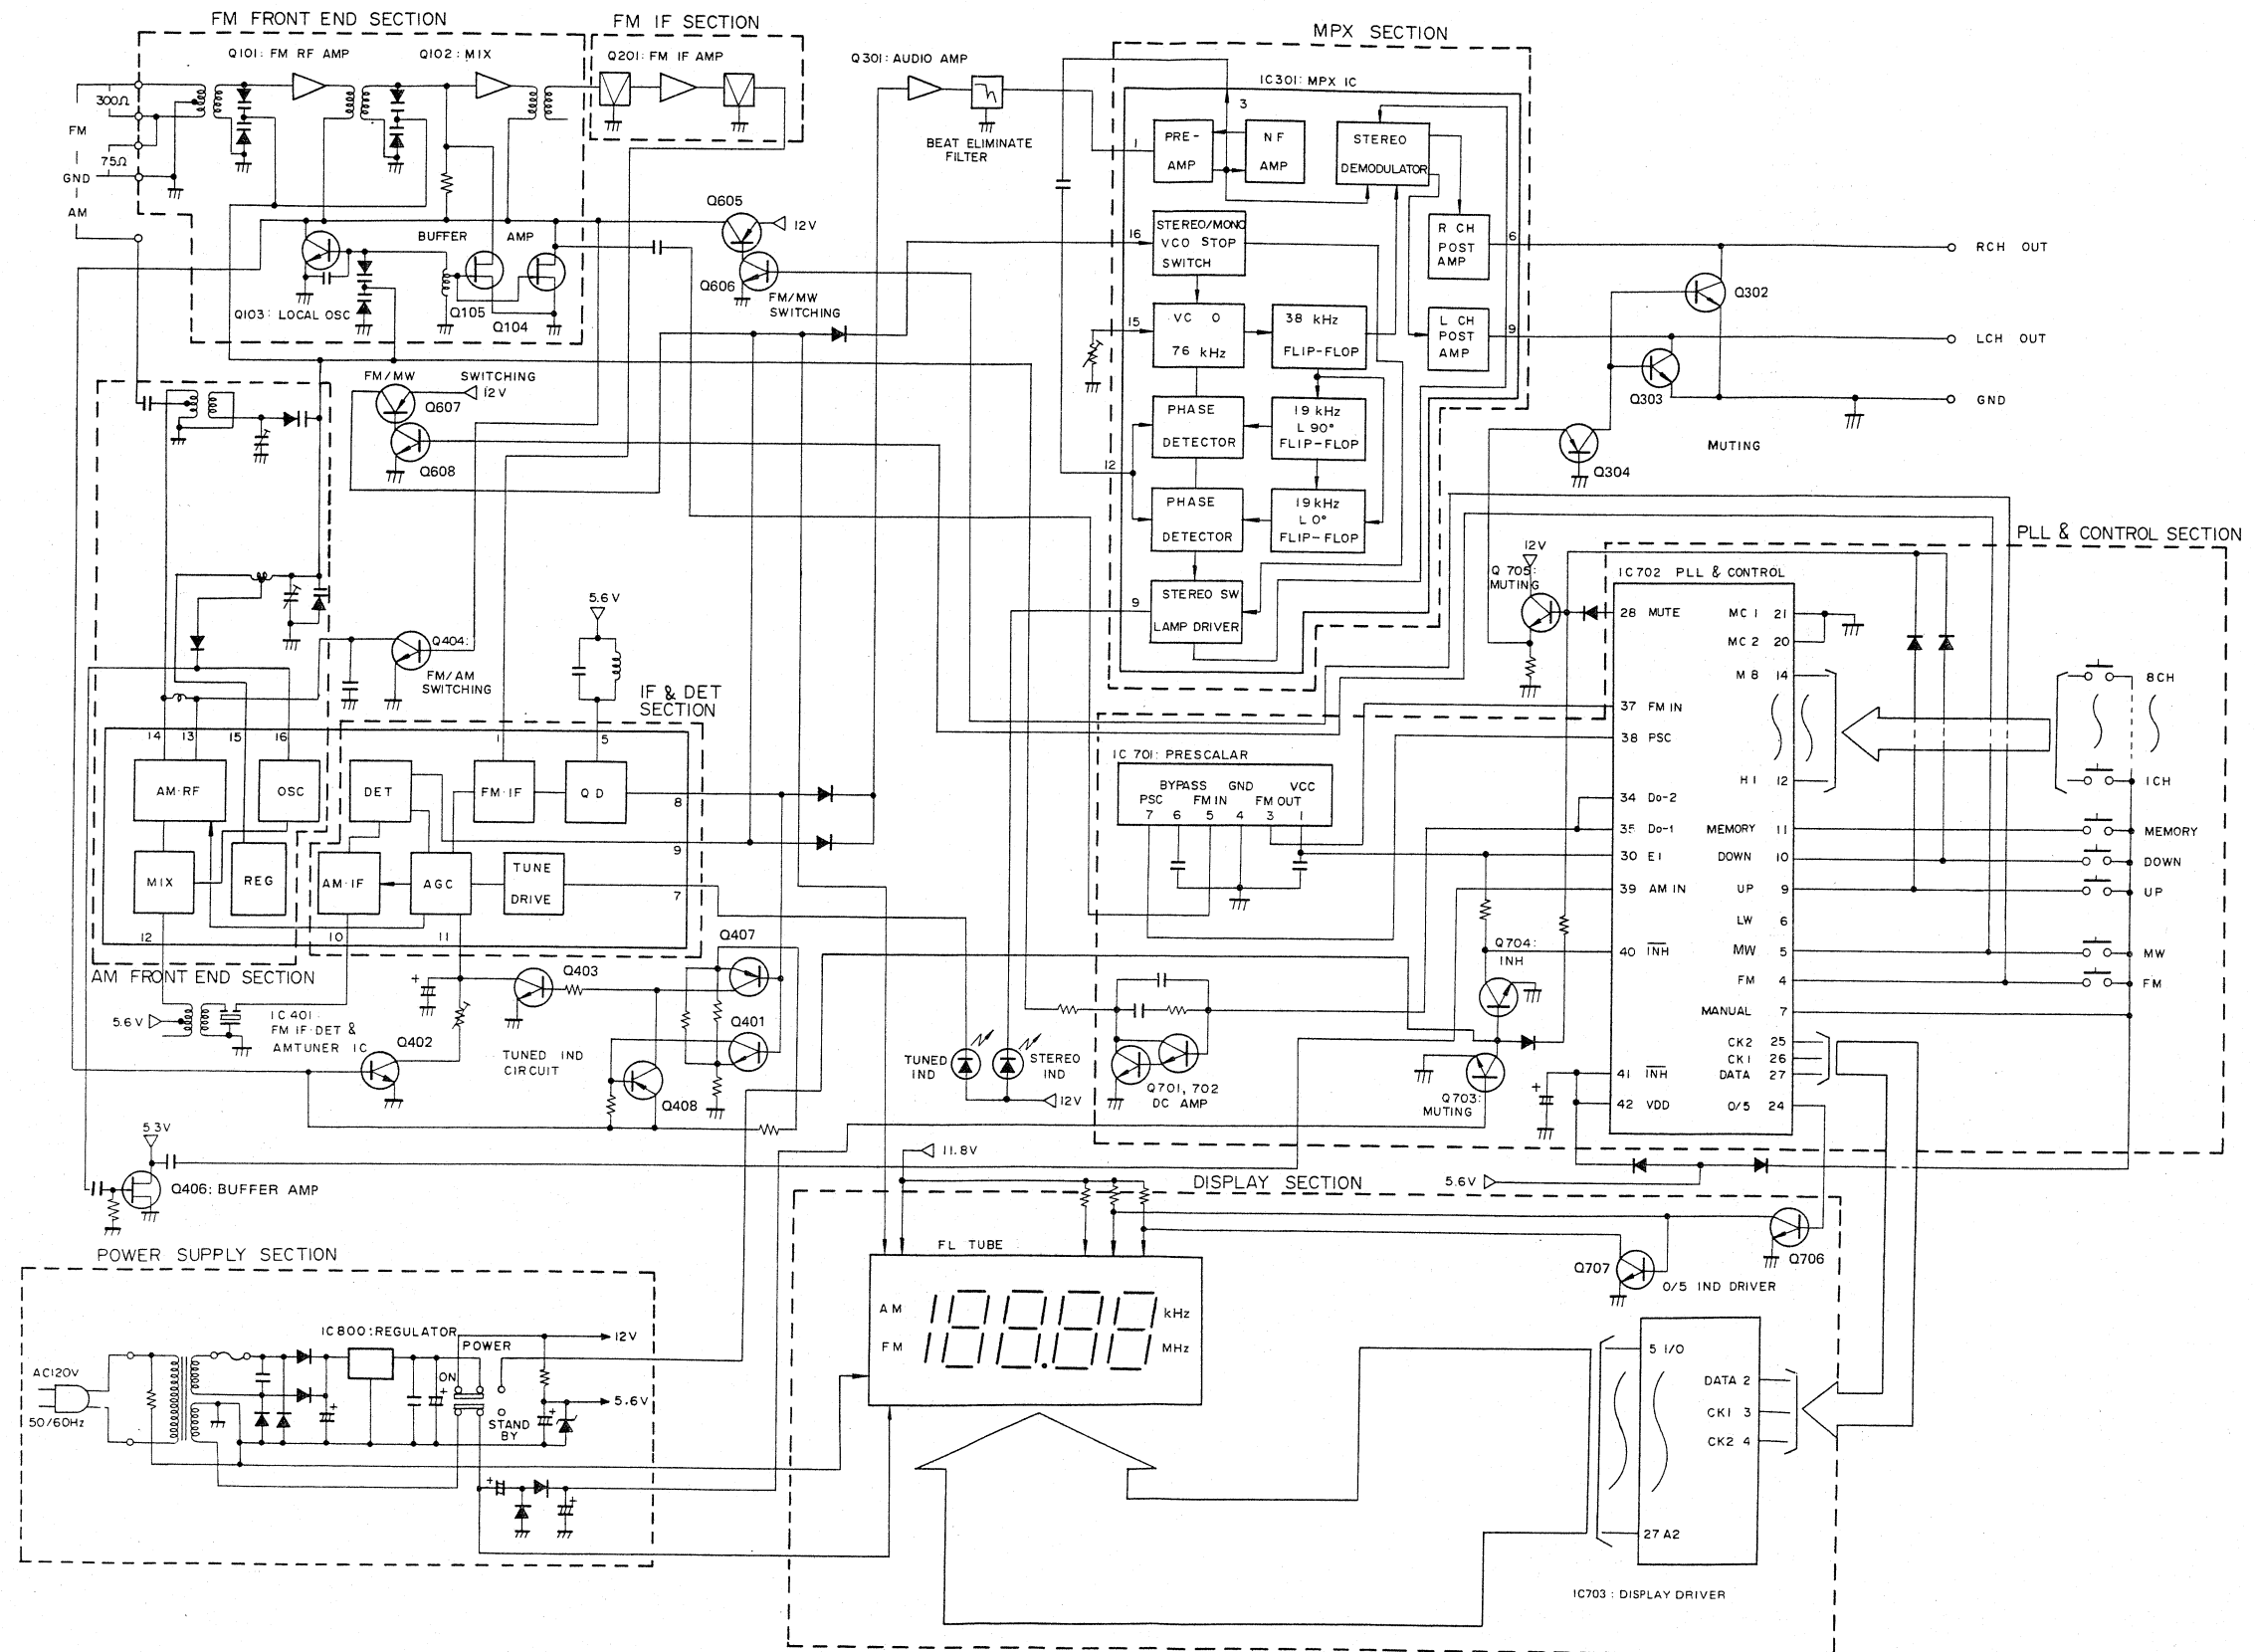 FM FRONT END SECTION
Q101: FM RF AMP
Q102: MIX
300Ω
FM
75Ω
GND
AM
BUFFER AMP
Q103: LOCAL OSC
Q105
Q104
FM IF SECTION
Q201: FM IF AMP
Q301: AUDIO AMP
BEAT ELIMINATE
FILTER
Q605
12V
Q606
FM/MW
SWITCHING
FM/MW SWITCHING
12V
Q607
Q608
MPX SECTION
IC301: MPX IC
3
1
PRE-
AMP
NF
AMP
STEREO
DEMODULATOR
16
STEREO/MONO
VCO STOP
SWITCH
R CH
POST
AMP
6
15
VC O
76 kHz
38 kHz
FLIP-FLOP
L CH
POST
AMP
9
PHASE
DETECTOR
19 kHz
L 90°
FLIP-FLOP
12
PHASE
DETECTOR
19 kHz
L 0°
FLIP-FLOP
9
STEREO SW
LAMP DRIVER
RCH OUT
Q302
LCH OUT
Q303
GND
Q304
MUTING
PLL & CONTROL SECTION
12V
Q 705:
MUTING
IC702 PLL & CONTROL
28 MUTE
MC 1 21
MC 2 20
M 8 14
37 FM IN
38 PSC
H 1 12
34 Do-2
35 Do-1
MEMORY 11
30 E1
DOWN 10
39 AM IN
UP 9
LW 6
40 INH
MW 5
FM 4
MANUAL 7
CK2 25
CK1 26
41 INH
DATA 27
42 VDD
0/5 24
8CH
1CH
MEMORY
DOWN
UP
MW
FM
IC 701: PRESCALAR
BYPASS GND VCC
PSC FM IN FM OUT
7 6 5 4 3 1
Q704:
INH
Q703:
MUTING
Q701, 702
DC AMP
5.6V
Q404:
FM/AM
SWITCHING
5.6V
IF & DET
SECTION
14 13 15 16
1 5
AM·RF
OSC
DET
FM·IF
QD
8
9
MIX
REG
AM·IF
AGC
TUNE
DRIVE
7
12
10
11
AM FRONT END SECTION
5.6V
IC 401:
FM IF·DET &
AMTUNER IC
Q402
Q403
Q407
Q401
TUNED IND
CIRCUIT
Q408
TUNED
IND
STEREO
IND
12V
5.3V
Q406: BUFFER AMP
11.8V
DISPLAY SECTION
FL TUBE
AM
FM
188.88
kHz
MHz
Q706
Q707
0/5 IND DRIVER
5 I/O
DATA 2
CK1 3
CK2 4
27 A2
IC703 : DISPLAY DRIVER
POWER SUPPLY SECTION
IC800:REGULATOR
POWER
12V
AC120V
ON
5.6V
50/60Hz
STAND
BY